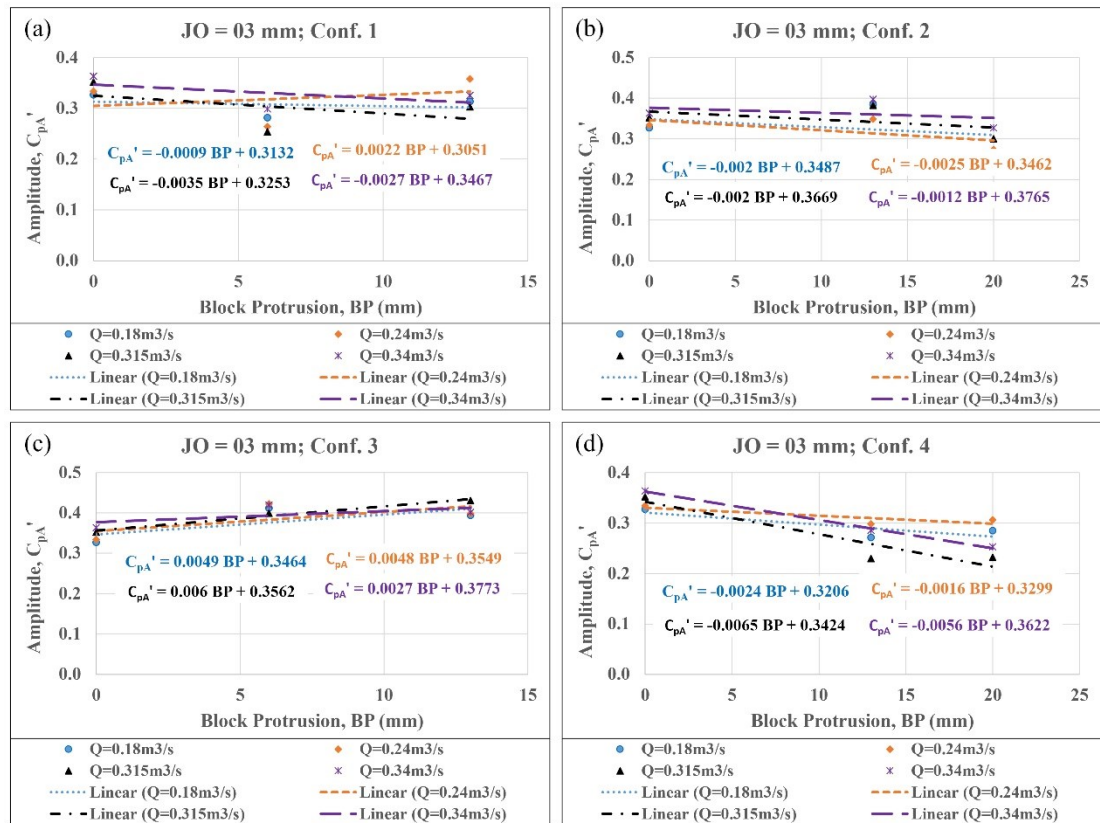 (a) JO = 03 mm; Conf. 1
Amplitude, CpA'
0.4
0.3
0.2
0.1
0.0
CpA' = -0.0009 BP + 0.3132
CpA' = 0.0022 BP + 0.3051
CpA' = -0.0035 BP + 0.3253
CpA' = -0.0027 BP + 0.3467
0 5 10 15
Block Protrusion, BP (mm)
Q=0.18m3/s
Q=0.24m3/s
Q=0.315m3/s
Q=0.34m3/s
Linear (Q=0.18m3/s)
Linear (Q=0.24m3/s)
Linear (Q=0.315m3/s)
Linear (Q=0.34m3/s)
(b) JO = 03 mm; Conf. 2
Amplitude, CpA'
0.5
0.4
0.3
0.2
0.1
0.0
CpA' = -0.002 BP + 0.3487
CpA' = -0.0025 BP + 0.3462
CpA' = -0.002 BP + 0.3669
CpA' = -0.0012 BP + 0.3765
0 5 10 15 20 25
Block Protrusion, BP (mm)
Q=0.18m3/s
Q=0.24m3/s
Q=0.315m3/s
Q=0.34m3/s
Linear (Q=0.18m3/s)
Linear (Q=0.24m3/s)
Linear (Q=0.315m3/s)
Linear (Q=0.34m3/s)
(c) JO = 03 mm; Conf. 3
Amplitude, CpA'
0.5
0.4
0.3
0.2
0.1
0.0
CpA' = 0.0049 BP + 0.3464
CpA' = 0.0048 BP + 0.3549
CpA' = 0.006 BP + 0.3562
CpA' = 0.0027 BP + 0.3773
0 5 10 15
Block Protrusion, BP (mm)
Q=0.18m3/s
Q=0.24m3/s
Q=0.315m3/s
Q=0.34m3/s
Linear (Q=0.18m3/s)
Linear (Q=0.24m3/s)
Linear (Q=0.315m3/s)
Linear (Q=0.34m3/s)
(d) JO = 03 mm; Conf. 4
Amplitude, CpA'
0.4
0.3
0.2
0.1
0.0
CpA' = -0.0024 BP + 0.3206
CpA' = -0.0016 BP + 0.3299
CpA' = -0.0065 BP + 0.3424
CpA' = -0.0056 BP + 0.3622
0 5 10 15 20 25
Block Protrusion, BP (mm)
Q=0.18m3/s
Q=0.24m3/s
Q=0.315m3/s
Q=0.34m3/s
Linear (Q=0.18m3/s)
Linear (Q=0.24m3/s)
Linear (Q=0.315m3/s)
Linear (Q=0.34m3/s)